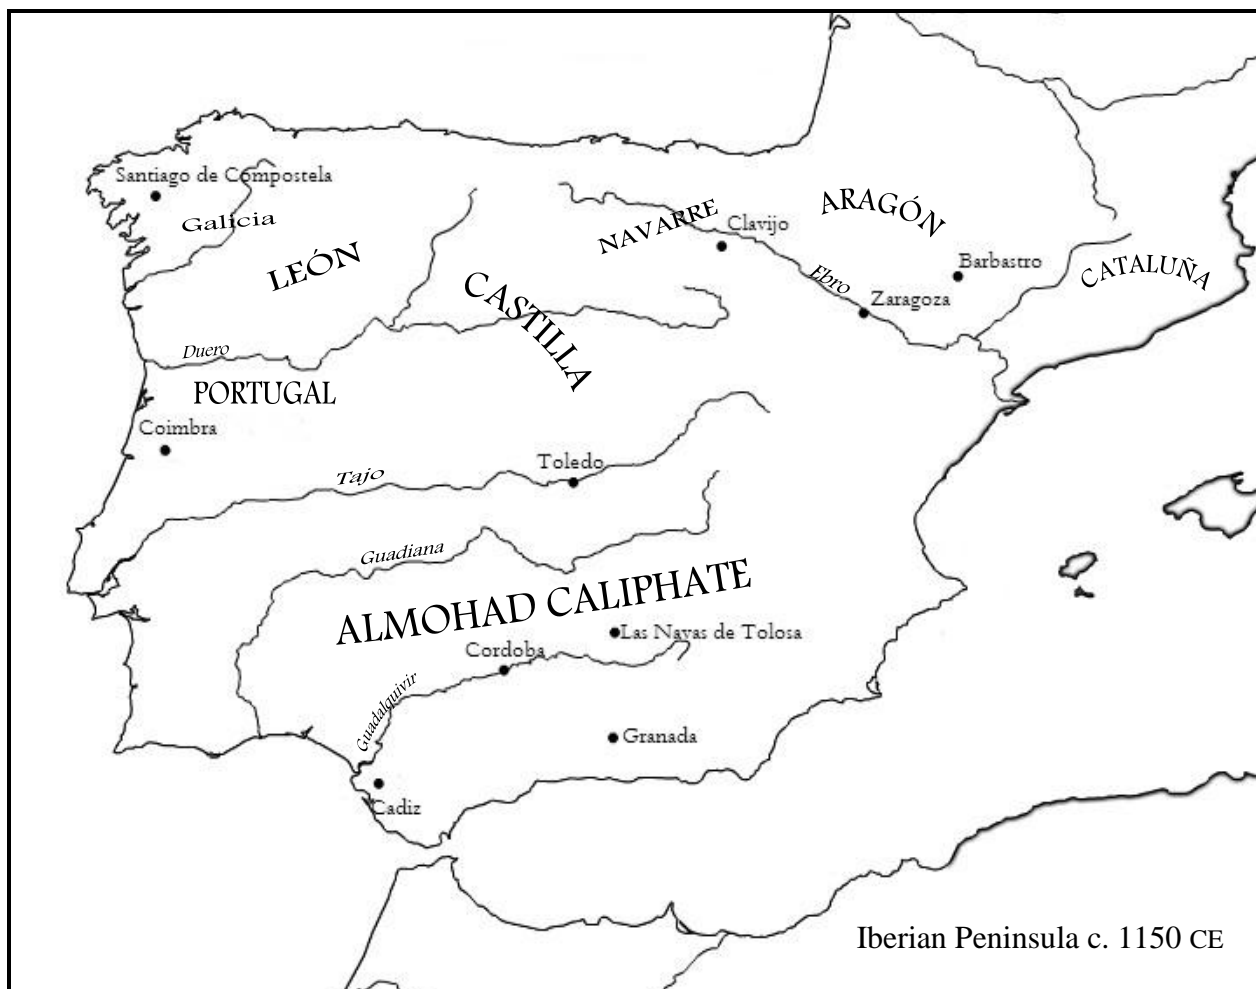 Santiago de Compostela
Galicia
LEÓN
NAVARRE
Clavijo
ARAGÓN
Barbastro
CATALUÑA
CASTILLA
Ebro
Zaragoza
Duero
PORTUGAL
Coimbra
Tajo
Toledo
Guadiana
ALMOHAD CALIPHATE
Las Navas de Tolosa
Cordoba
Guadalquivir
Granada
Cadiz
Iberian Peninsula c. 1150 CE